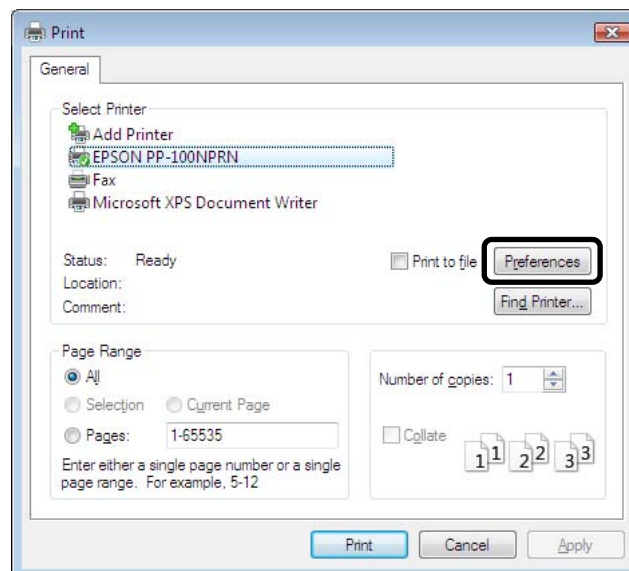 Print
General
Select Printer
Add Printer
EPSON PP-100NPRN
Fax
Microsoft XPS Document Writer
Status: Ready
Print to file
Preferences
Location:
Comment:
Find Printer...
Page Range
All
Selection
Current Page
Pages:
1-65535
Enter either a single page number or a single
page range. For example, 5-12
Number of copies: 1
Collate
1 1 2 2 3 3
Print
Cancel
Apply